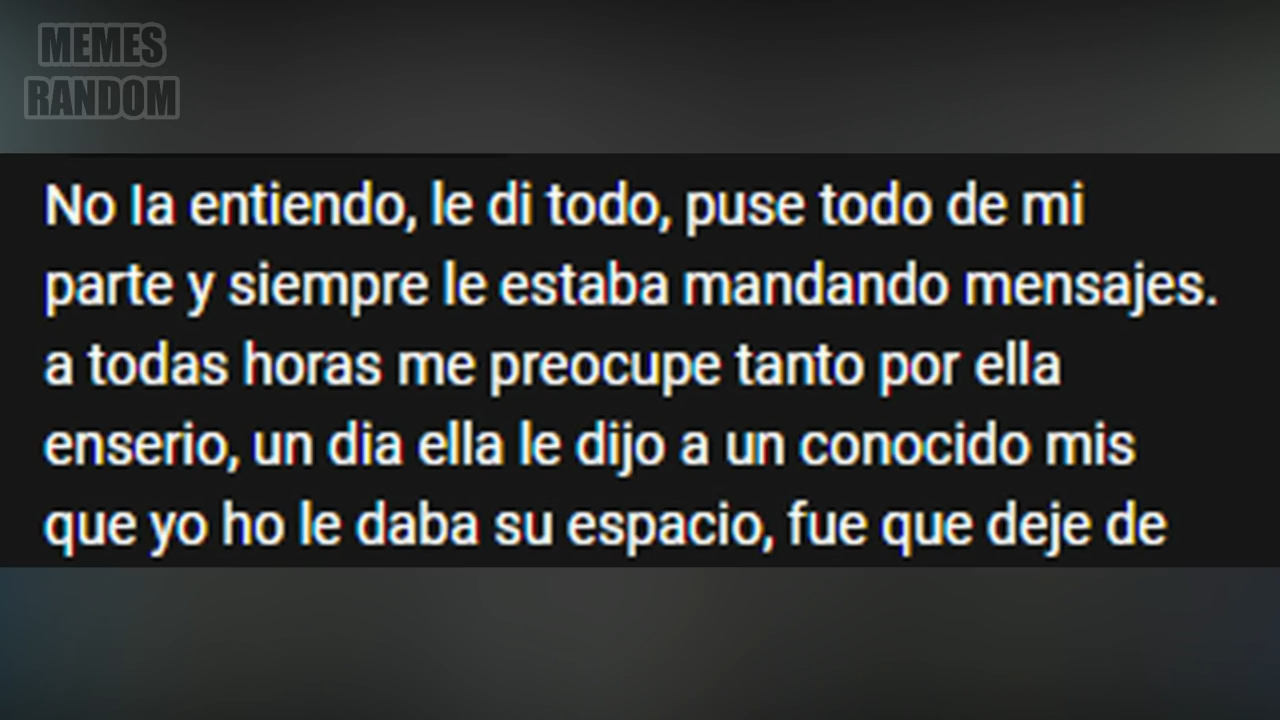 MEMES
RANDOM
No la entiendo, le di todo, puse todo de mi
parte y siempre le estaba mandando mensajes.
a todas horas me preocupe tanto por ella
enserio, un dia ella le dijo a un conocido mis
que yo ho le daba su espacio, fue que deje de